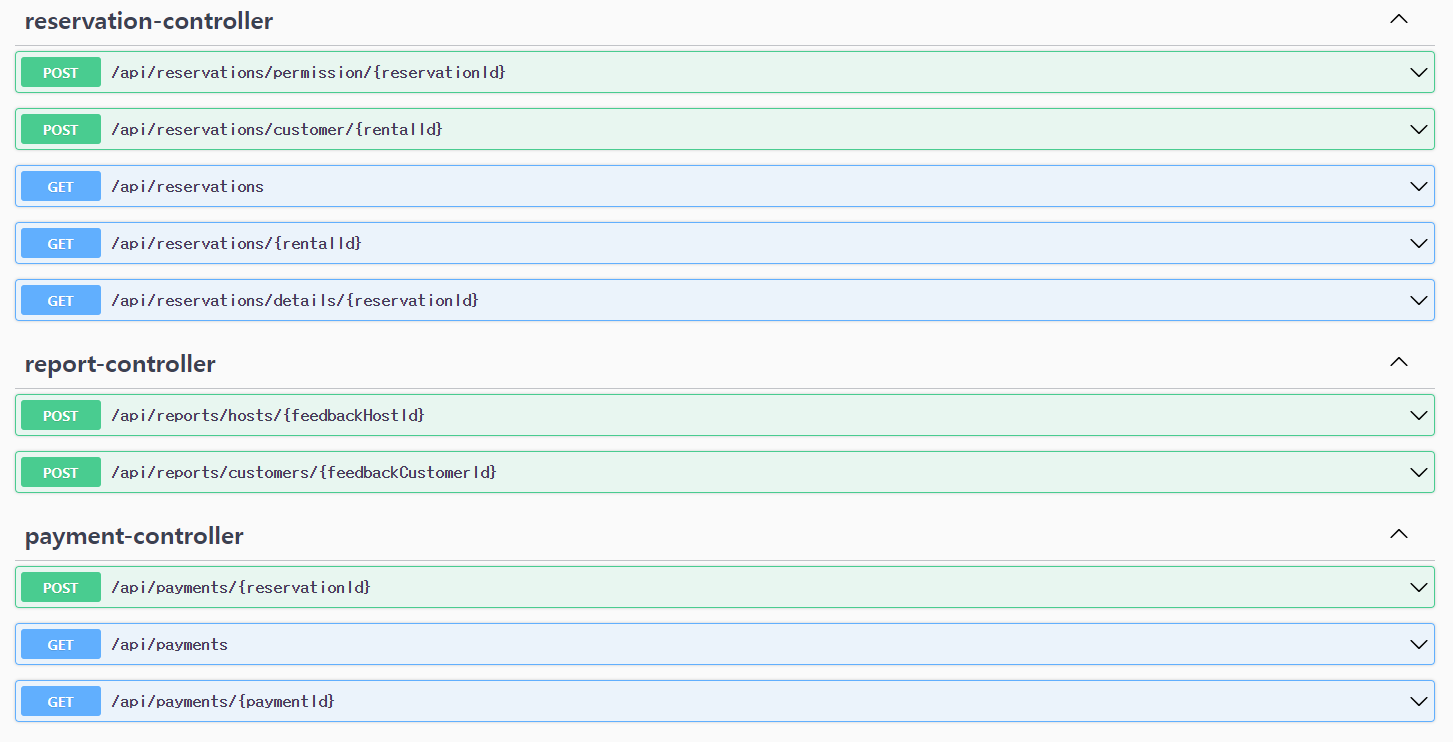 reservation-controller
POST /api/reservations/permission/{reservationId}
POST /api/reservations/customer/{rentalId}
GET /api/reservations
GET /api/reservations/{rentalId}
GET /api/reservations/details/{reservationId}
report-controller
POST /api/reports/hosts/{feedbackHostId}
POST /api/reports/customers/{feedbackCustomerId}
payment-controller
POST /api/payments/{reservationId}
GET /api/payments
GET /api/payments/{paymentId}